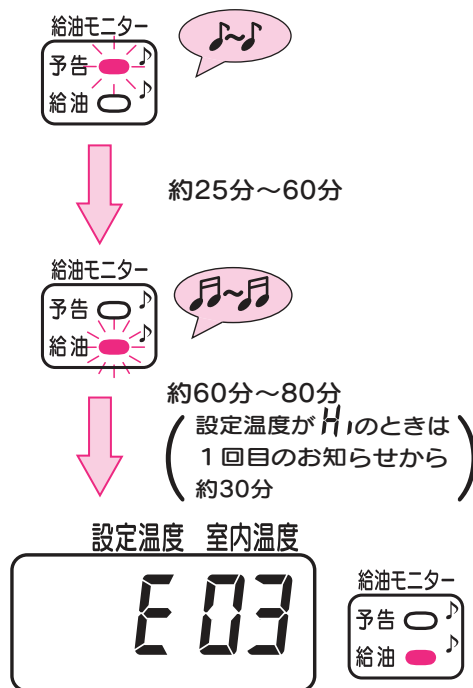 給油モニター
予告
給油
約25分～60分
給油モニター
予告
給油
約60分～80分
(設定温度がHiのときは
1回目のお知らせから
約30分)
設定温度 室内温度
E 03
給油モニター
予告
給油